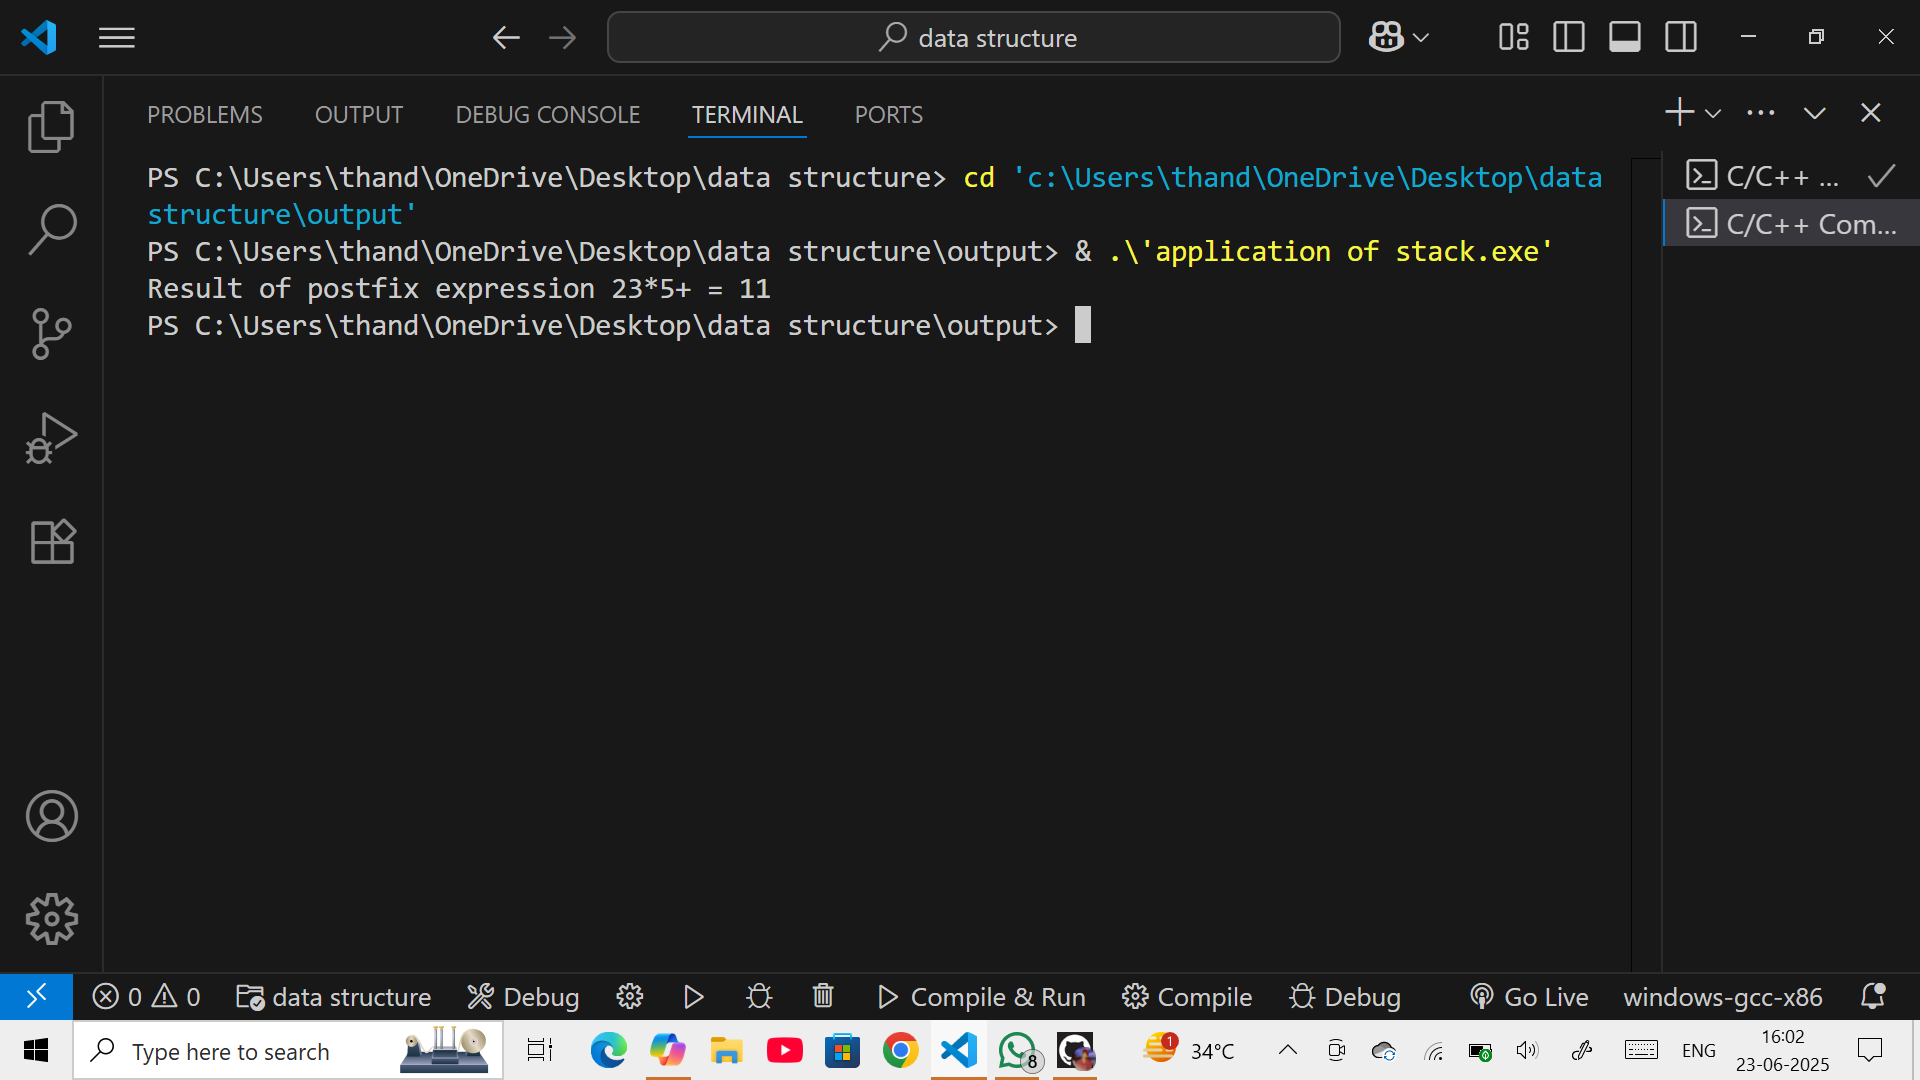 data structure
PROBLEMS OUTPUT DEBUG CONSOLE TERMINAL PORTS
PS C:\Users\thand\OneDrive\Desktop\data structure> cd 'c:\Users\thand\OneDrive\Desktop\data
structure\output'
PS C:\Users\thand\OneDrive\Desktop\data structure\output> & .\'application of stack.exe'
Result of postfix expression 23*5+ = 11
PS C:\Users\thand\OneDrive\Desktop\data structure\output>
C/C++ ...
C/C++ Com...
0 0 data structure Debug Compile & Run Compile Debug Go Live windows-gcc-x86
Type here to search
8
1
34°C
ENG
16:02
23-06-2025